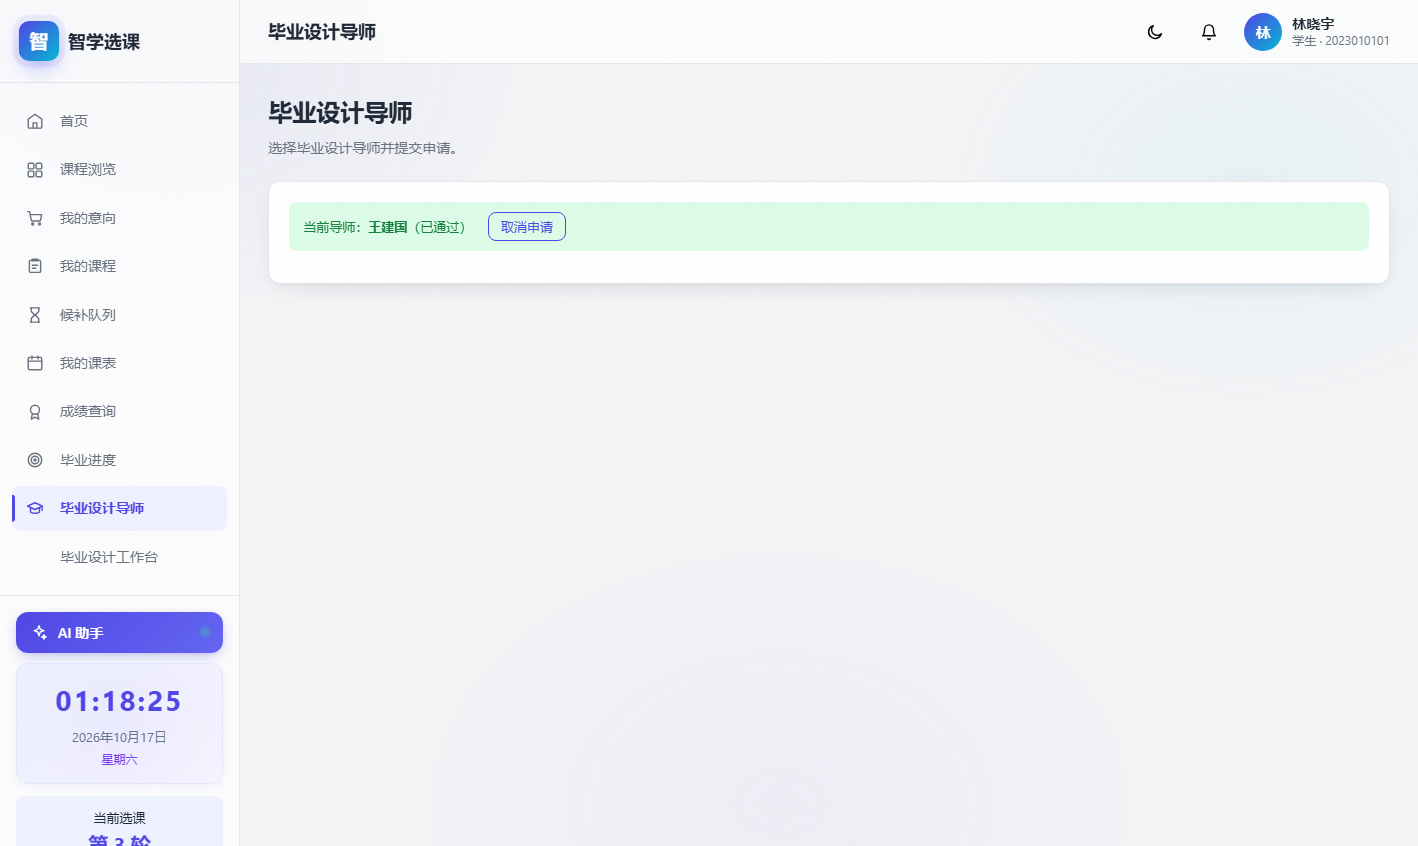 智 智学选课
首页
课程浏览
我的意向
我的课程
候补队列
我的课表
成绩查询
毕业进度
毕业设计导师
毕业设计工作台
AI 助手
01:18:25
2026年10月17日
星期六
当前选课
第 3 轮
毕业设计导师
林
林晓宇
学生 · 2023010101
毕业设计导师
选择毕业设计导师并提交申请。
当前导师：王建国（已通过） 取消申请